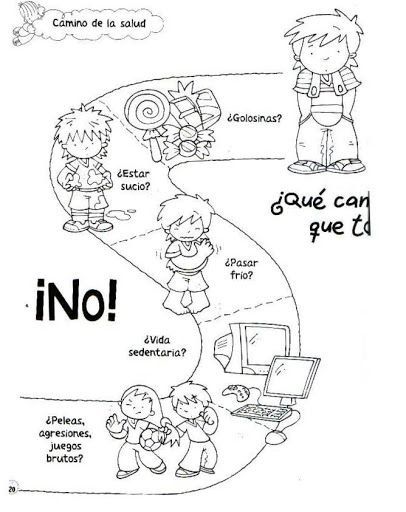 Camino de la salud
¿Golosinas?
¿Estar
sucio?
¿Qué
que
¿Pasar
frío?
¡No!
¿Vida
sedentaria?
¿Peleas,
agresiones,
juegos
brutos?
20